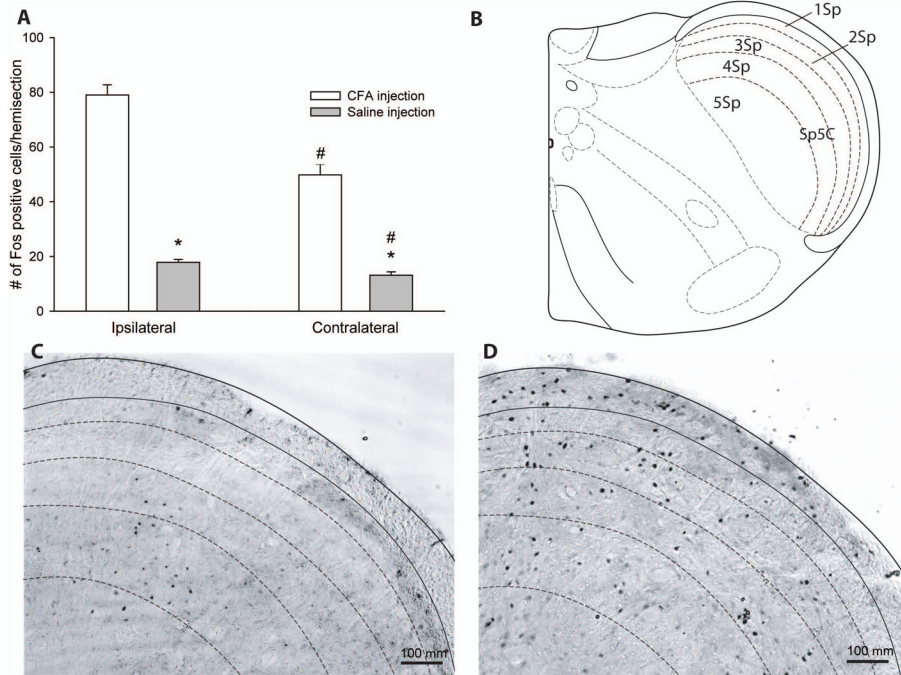 A
# of Fos positive cells/hemisection
100
80
60
40
20
0
CFA injection
Saline injection
*
#
#
*
Ipsilateral
Contralateral
B
1Sp
2Sp
3Sp
4Sp
5Sp
Sp5C
C
100 mm
D
100 mm